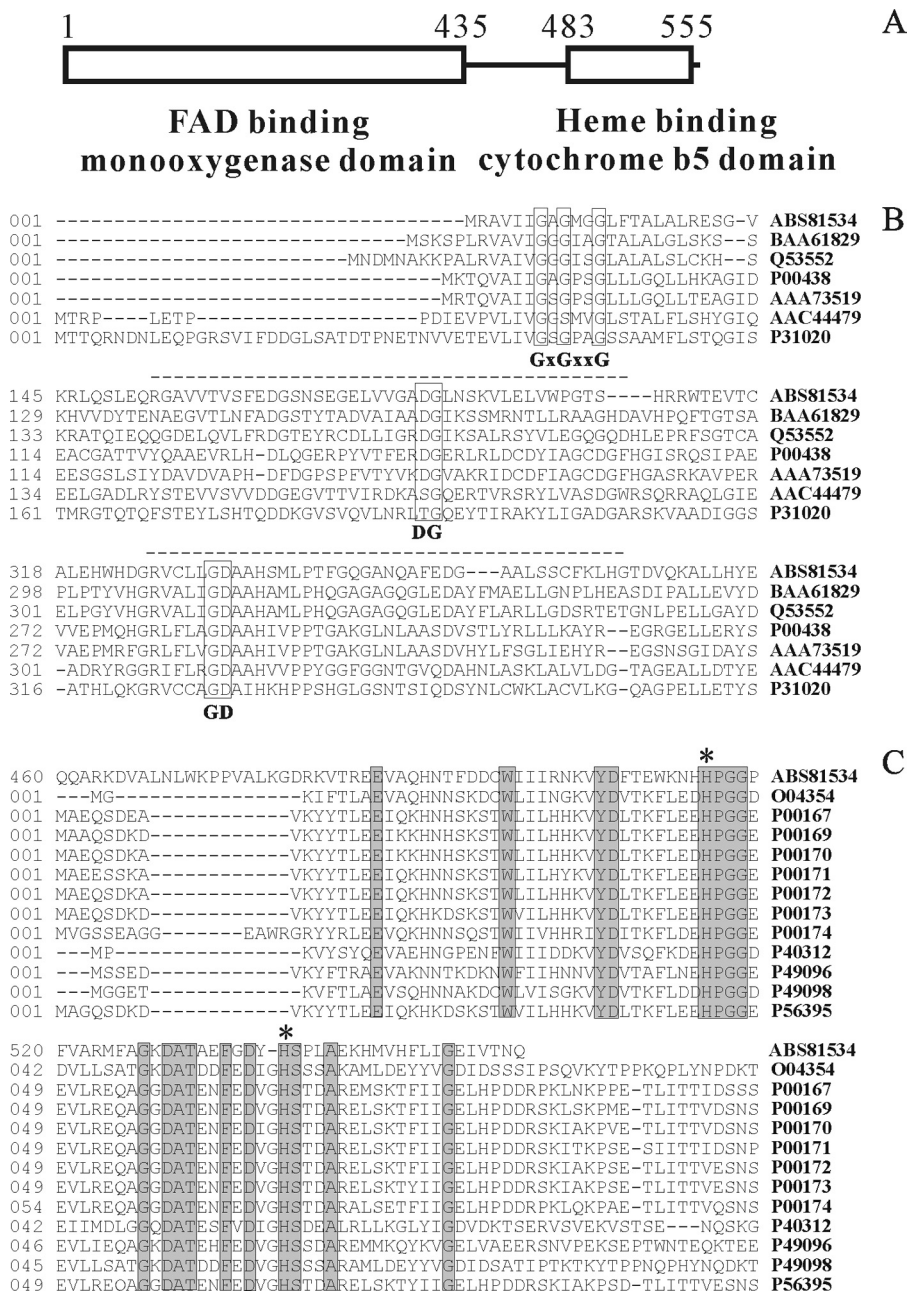 1 435 483 555 A
FAD binding Heme binding
monooxygenase domain cytochrome b5 domain
B
001 ------------------------------------MRAVIIGAGMGGLFTALALRESG-V ABS81534
001 -------------------------------MSKSPLRVAVIGGGIAGTALALGLSKS--S BAA61829
001 --------------------------MNDMNAKKPALRVAIVGGGISGLALALSLCKH--S Q53552
001 ----------------------------------MKTQVAIIGAGPSGLLLGQLLHKAGID P00438
001 ----------------------------------MRTQVAIIGSGPSGLLLGQLLTEAGID AAA73519
001 MTRP---LETP--------------------PDIEVPVLIVGGSMVGLSTALFLSHYGIQ AAC44479
001 MTTQRNDNLEQPGRSVIFDDGLSATDTPNETNVVETEVLIVGSGPAGSSAAMFLSTQGIS P31020
GxGxxG
145 KRLQSLEQRGAVVTVSFEDGSNSEGELVVGADGLNSKVLELVWPGTS----HRRWTEVTC ABS81534
129 KHVVDYTENAEGVTLNFADGSTYTADVAIAADGIKSSMRNTLLRAAGHDAVHPQFTGTSA BAA61829
133 KRATQIEQQGDELQVLFRDGTEYRCDLLIGRDGIKSALRSYVLEGQGQDHLEPRFSGTCA Q53552
114 EACGATTVYQAAEVRLH-DLQGERPYVTFERDGERLRLDCDYIAGCDGFHGISRQSIPAE P00438
114 EESGSLSIYDAVDVAPH-DFDGPSPFVTYVKDGVAKRIDCDFIAGCDGFHGASRKAVPER AAA73519
134 EELGADLRYSTEVVSVVDDGEGVTTVIRDKASGQERTVRSRYLVASDGWRSQRRAQLGIE AAC44479
161 TMRGTQTQFSTEYLSHTQDDKGVSVQVLNRLTGQEYTIRAKYLIGADGARSKVAADIGGS P31020
DG
318 ALEHWHDGRVCLLGDAAHSMLPTFGQGANQAFEDG---AALSSCFKLHGTDVQKALLHYE ABS81534
298 PLPTYVHGRVALIGDAAHAMLPHQGAGAGQGLEDAYFMAELLGNPLHEASDIPALLEVYD BAA61829
301 ELPGYVHGRVALIGDAAHAMLPHQGAGAGQGLEDAYFLARLLGDSRTETGNLPELLGAYD Q53552
272 VVEPMQHGRLFLAGDAAHIVPPTGAKGLNLAASDVSTLYRLLLKAYR--EGRGELLERYS P00438
272 VAEPMRFGRLFLVGDAAHIVPPTGAKGLNLAASDVHYLFSGLIEHYR--EGSNSGIDAYS AAA73519
301 -ADRYRGGRIFLRGDAAHVVPPYGGFGGNTGVQDAHNLASKLALVLDG-TAGEALLDTYE AAC44479
316 -ATHLQKGRVCCAGDAIHKHPPSHGLGSNTSIQDSYNLCWKLACVLKG-QAGPELLETYS P31020
GD
* C
460 QQARKDVALNLWKPPVALKGDRKVTREEVAQHNTFDDCWIIIRNKVYDFTEWKNHHPGGP ABS81534
001 ---MG----------------KIFTLAEVAQHNNSKDCWLIINGKVYDVTKFLEDHPGGD O04354
001 MAEQSDEA------------VKYYTLEEIQKHNHSKSTWLILHHKVYDLTKFLEEHPGGE P00167
001 MAAQSDKD------------VKYYTLEEIKKHNHSKSTWLILHHKVYDLTKFLEEHPGGE P00169
001 MAEQSDKA------------VKYYTLEEIKKHNHSKSTWLILHHKVYDLTKFLEEHPGGE P00170
001 MAEESSKA------------VKYYTLEEIQKHNNSKSTWLILHHKVYDLTKFLEEHPGGE P00171
001 MAEQSDKA------------VKYYTLEEIQKHNNSKSTWLILHHKVYDLTKFLEEHPGGE P00172
001 MAEQSDKD------------VKYYTLEEIQKHKDSKSTWVILHHKVYDLTKFLEEHPGGE P00173
001 MVGSSEAGG--------EAWRGRYYRLEEVQKHNNSQSTWIIVHHRIYDLTKFLDEHPGGE P00174
001 ---MP----------------KVYSYQEVAEHNGPENFWIIIDDKVYDVSQFKDEHPGGD P40312
001 ---MSSED------------VKYFTRAEVAKNNTKDKNWFIIHNNVYDVTAFLNEHPGGE P49096
001 ---MGGET-------------KVFTLAEVSQHNNAKDCWLVISGKVYDVTKFLDDHPGGD P49098
001 MAGQSDKD------------VKYYTLEEIQKHKDSKSTWVILHHKVYDLTKFLEEHPGGE P56395
*
520 FVARMFAGKDATAEFGDY-HSPLAEKHMVHFLIGEIVTNQ ABS81534
042 DVLLSATGKDATDDFEDIGHSSSAKAMLDEYYVGDIDSSSIPSQVKYTPPKQPLYNPDKT O04354
049 EVLREQAGGDATENFEDVGHSTDAREMSKTFIIGELHPDDRPKLNKPPE-TLITTIDSSS P00167
049 EVLREQAGGDATENFEDVGHSTDARELSKTFIIGELHPDDRSKLSKPME-TLITTVDSNS P00169
049 EVLREQAGGDATENFEDVGHSTDARELSKTFIIGELHPDDRSKIAKPVE-TLITTIDSNS P00170
049 EVLREQAGGDATENFEDVGHSTDARELSKTFIIGELHPDDRSKITKPSE-SIITTIDSNP P00171
049 EVLREQAGGDATENFEDVGHSTDARELSKTYIIGELHPDDRSKIAKPSE-TLITTVESNS P00172
049 EVLREQAGGDATENFEDVGHSTDARELSKTYIIGELHPDDRSKIAKPSE-TLITTVESNS P00173
054 EVLREQAGGDATENFEDVGHSTDARALSETFIIGELHPDDRPKLQKPAE-TLITTVQSNS P00174
042 EIIMDLGGQDATESFVDIGHSDEALRLLKGLYIGDVDKTSERVSVEKVSTSE---NQSKG P40312
046 EVLIEQAGKDATEHFEDVGHSSDAREMMKQYKVGELVAEERSNVPEKSEPTWNTEQKTEE P49096
045 EVLLSATGKDATDDFEDVGHSESAREMMEQYYVGDIDSATIPTKTKYTPPNQPHYNQDKT P49098
049 EVLREQAGGDATENFEDVGHSTDARELSKTYIIGELHPDDRSKIAKPSD-TLITTVESNS P56395